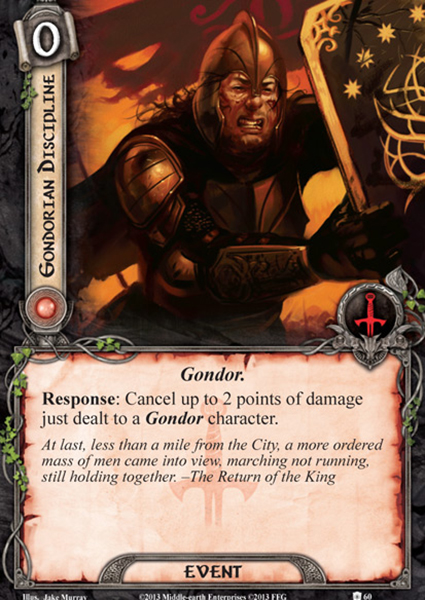 0
GONDORIAN DISCIPLINE
Gondor.
Response: Cancel up to 2 points of damage
just dealt to a Gondor character.
At last, less than a mile from the City, a more ordered
mass of men came into view, marching not running,
still holding together. –The Return of the King
EVENT
Illus. Jake Murray ©2013 Middle-earth Enterprises ©2013 FFG 60